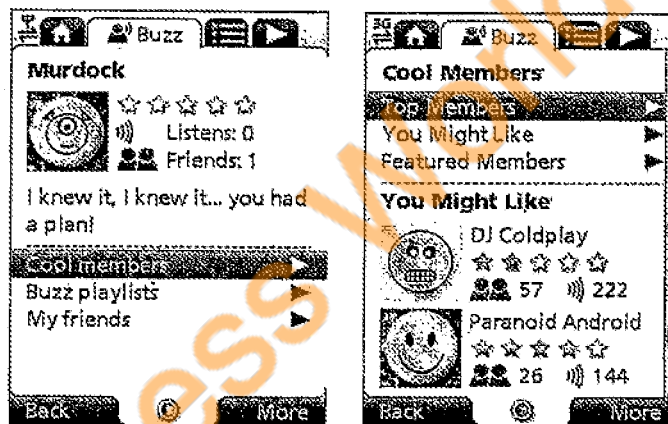 Buzz
Murdock
Listens: 0
Friends: 1
I knew it, I knew it... you had
a plan!
Cool members
Buzz playlists
My friends
Back
More
3G
Buzz
Cool Members
Top Members
You Might Like
Featured Members
You Might Like
DJ Coldplay
57 222
Paranoid Android
26 144
Back
More
ess World